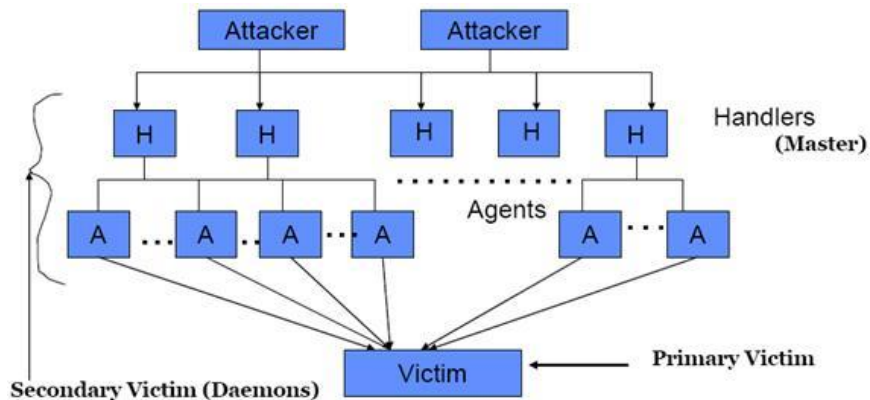 Attacker Attacker
H H H H H Handlers
(Master)
Agents
A A A A A A
Victim
Primary Victim
Secondary Victim (Daemons)